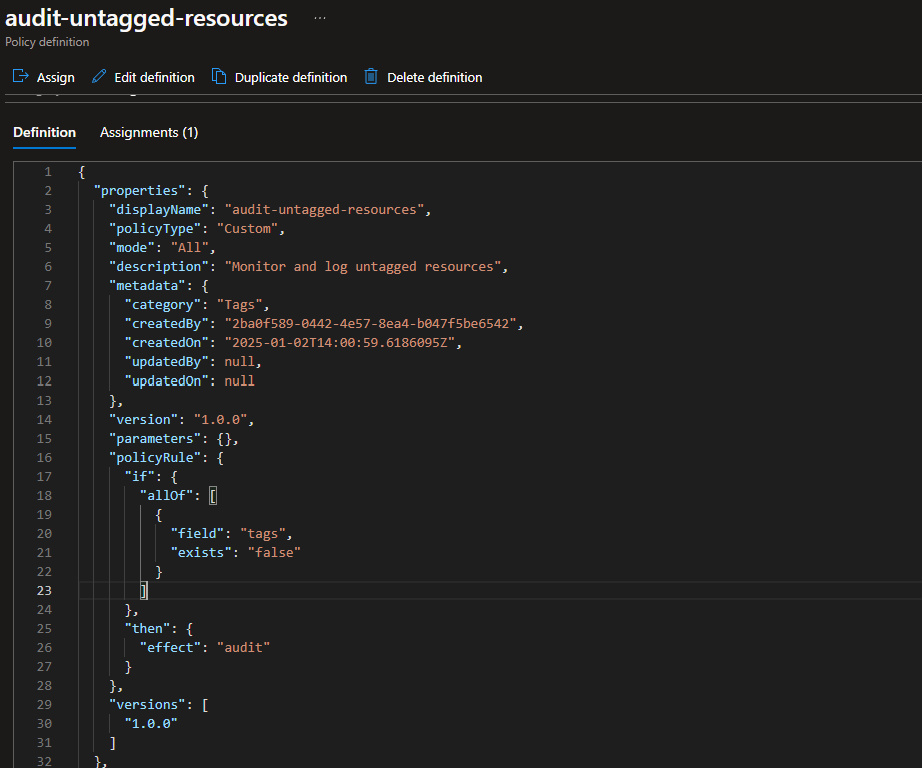 audit-untagged-resources ...
Policy definition
Assign Edit definition Duplicate definition Delete definition
Definition Assignments (1)
1 {
2 "properties": {
3 "displayName": "audit-untagged-resources",
4 "policyType": "Custom",
5 "mode": "All",
6 "description": "Monitor and log untagged resources",
7 "metadata": {
8 "category": "Tags",
9 "createdBy": "2ba0f589-0442-4e57-8ea4-b047f5be6542",
10 "createdOn": "2025-01-02T14:00:59.6186095Z",
11 "updatedBy": null,
12 "updatedOn": null
13 },
14 "version": "1.0.0",
15 "parameters": {},
16 "policyRule": {
17 "if": {
18 "allOf": [
19 {
20 "field": "tags",
21 "exists": "false"
22 }
23 ]
24 },
25 "then": {
26 "effect": "audit"
27 }
28 },
29 "versions": [
30 "1.0.0"
31 ]
32 },